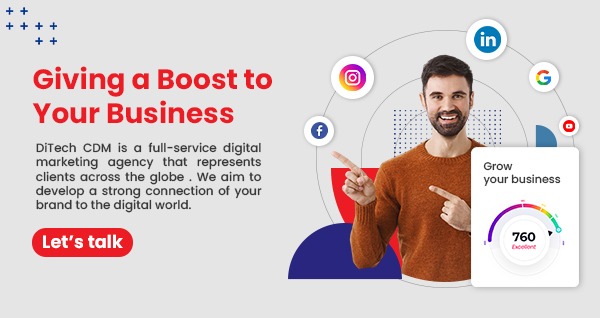 Giving a Boost to
Your Business
DiTech CDM is a full-service digital
marketing agency that represents
clients across the globe . We aim to
develop a strong connection of your
brand to the digital world.
Let's talk
in
G
f
Grow
your business
760
Excellent